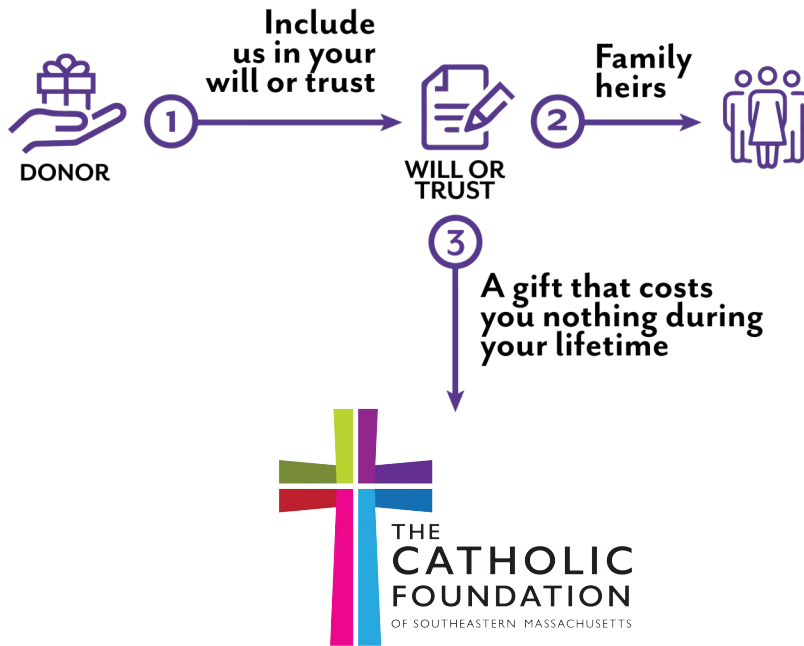 Include
us in your
will or trust
1
DONOR
WILL OR
TRUST
2
Family
heirs
3
A gift that costs
you nothing during
your lifetime
THE
CATHOLIC
FOUNDATION
OF SOUTHEASTERN MASSACHUSETTS